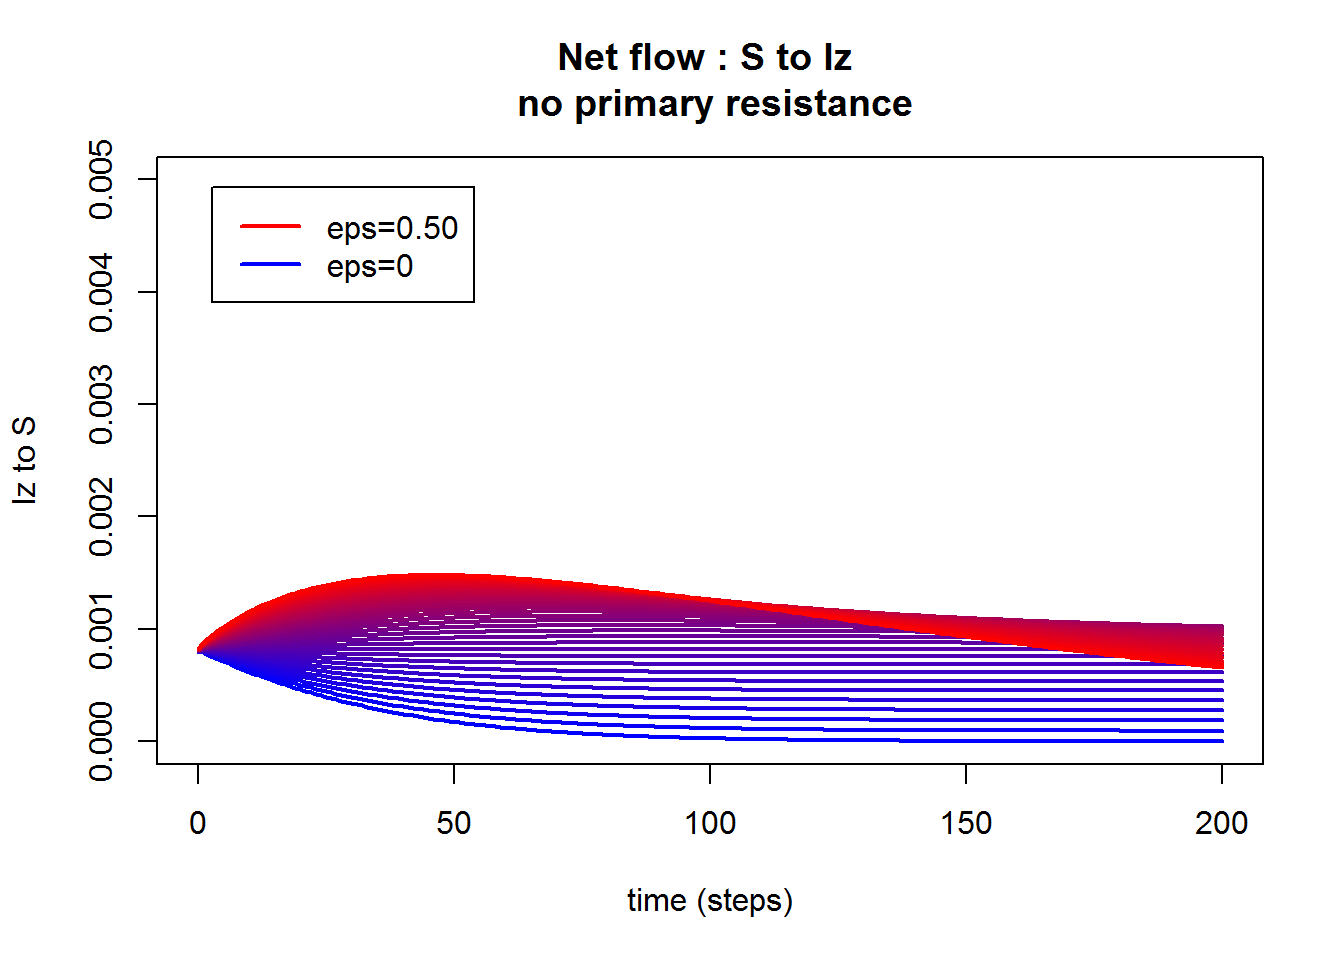 Net flow : S to Iz
no primary resistance
eps=0.50
eps=0
Iz to S
0.005
0.004
0.003
0.002
0.001
0.000
0
50
100
150
200
time (steps)